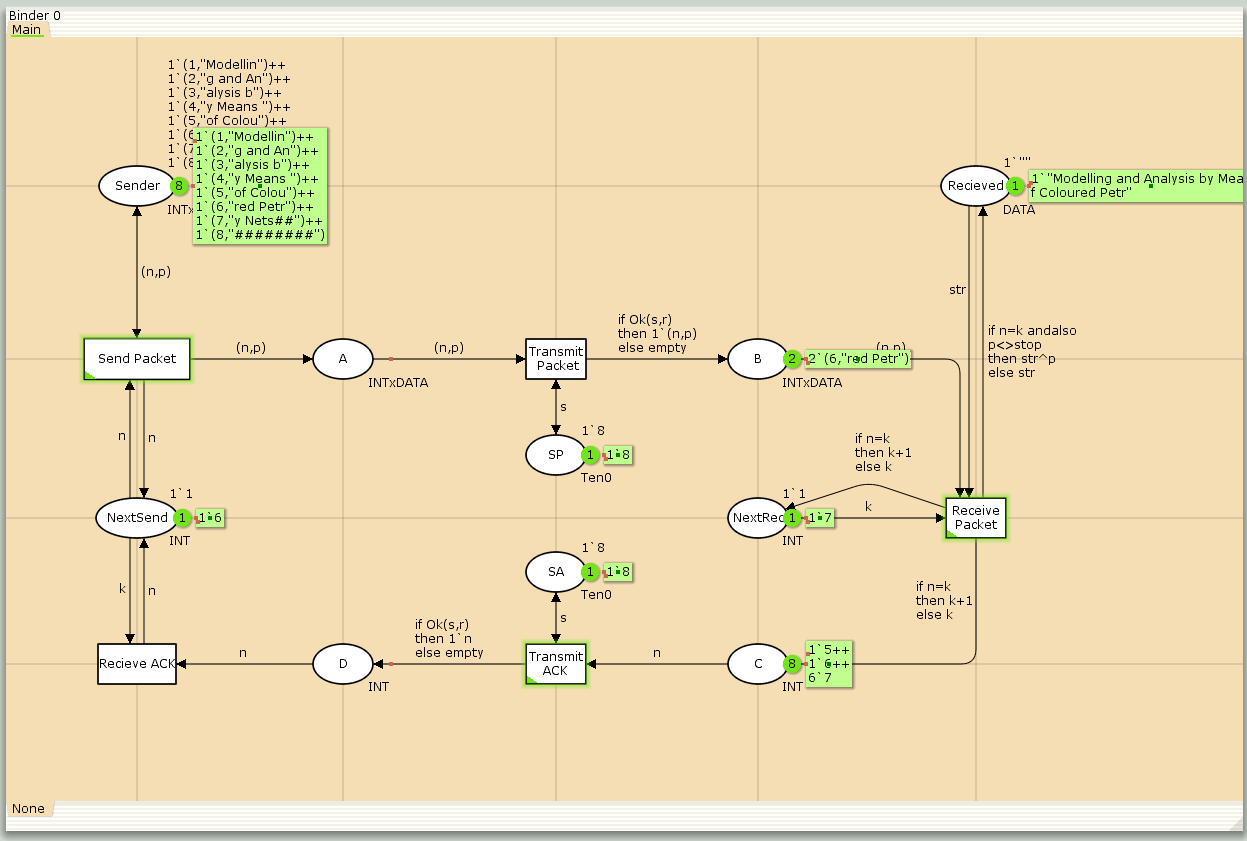 Binder 0
Main
1`(1,"Modellin")++
1`(2,"g and An")++
1`(3,"alysis b")++
1`(4,"y Means ")++
1`(5,"of Colou")++
1`(6
1`(7
1`(8
1`(1,"Modellin")++
1`(2,"g and An")++
1`(3,"alysis b")++
1`(4,"y Means ")++
1`(5,"of Colou")++
1`(6,"red Petr")++
1`(7,"y Nets##")++
1`(8,"########")
Sender
8
INTx
1`""
Recieved
1
1`"Modelling and Analysis by Mea
f Coloured Petr"
DATA
(n,p)
str
if n=k andalso
p<>stop
then str^p
else str
Send Packet
(n,p)
A
INTxDATA
(n,p)
Transmit
Packet
if Ok(s,r)
then 1`(n,p)
else empty
B
2
2`(6,"red Petr")
(n,p)
INTxDATA
s
1`8
SP
1
1`8
Ten0
n
n
1`1
NextSend
1
1`6
INT
if n=k
then k+1
else k
1`1
NextRec
1
1`7
INT
k
Receive
Packet
1`8
SA
1
1`8
Ten0
s
k
n
if n=k
then k+1
else k
Recieve ACK
n
D
INT
if Ok(s,r)
then 1`n
else empty
Transmit
ACK
n
C
8
1`5++
1`6++
6`7
INT
None